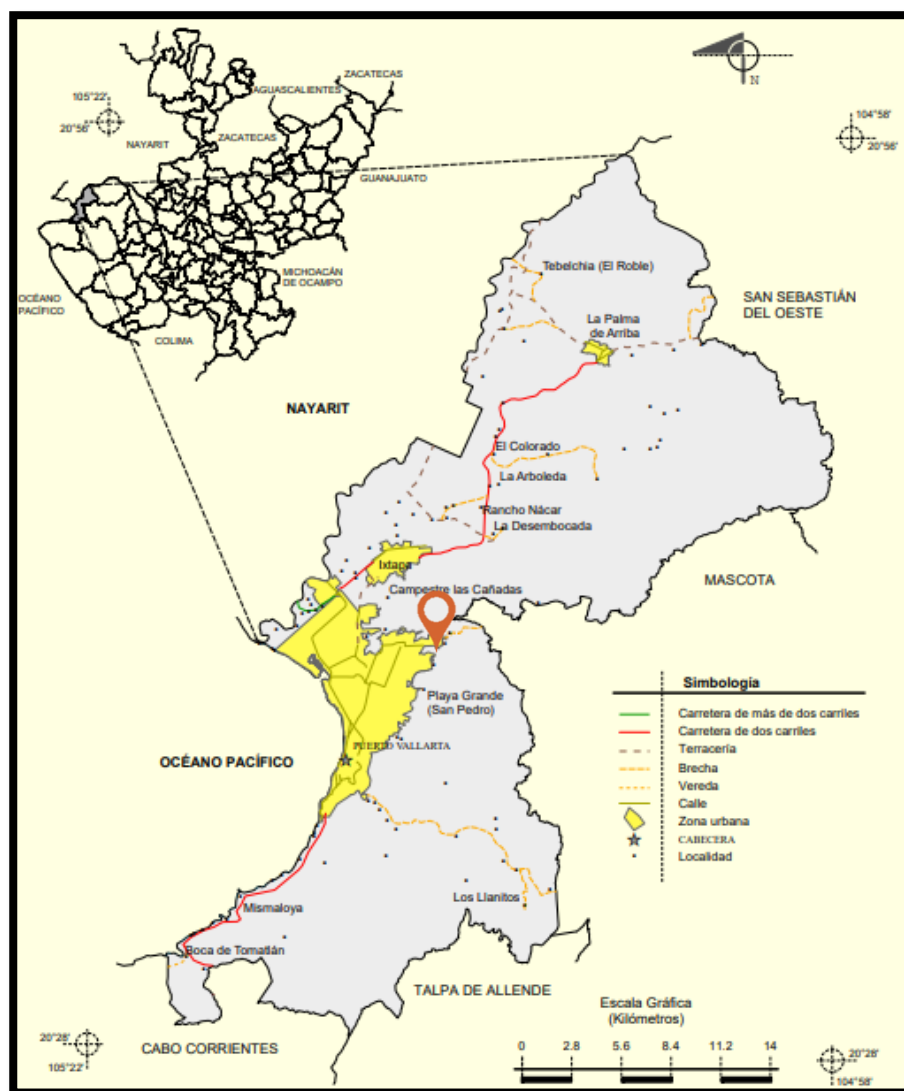 ZACATECAS
105°22'
AGUASCALIENTES
N
20°56'
ZACATECAS
NAYARIT
104°58'
20°56'
GUANAJUATO
MICHOACÁN
DE OCAMPO
OCÉANO
PACÍFICO
COLIMA
Tebelchia (El Roble)
SAN SEBASTIÁN
DEL OESTE
La Palma
de Arriba
NAYARIT
El Colorado
La Arboleda
Rancho Nácar
La Desembocada
Ixtapa
MASCOTA
Campestre las Cañadas
Playa Grande
(San Pedro)
PUERTO VALLARTA
OCÉANO PACÍFICO
Simbología
Carretera de más de dos carriles
Carretera de dos carriles
Terracería
Brecha
Vereda
Calle
Zona urbana
CABECERA
Localidad
Los Llanitos
Mismaloya
Boca de Tomatlán
TALPA DE ALLENDE
CABO CORRIENTES
20°28'
105°22'
Escala Gráfica
(Kilómetros)
0 2.8 5.6 8.4 11.2 14
20°28'
104°58'